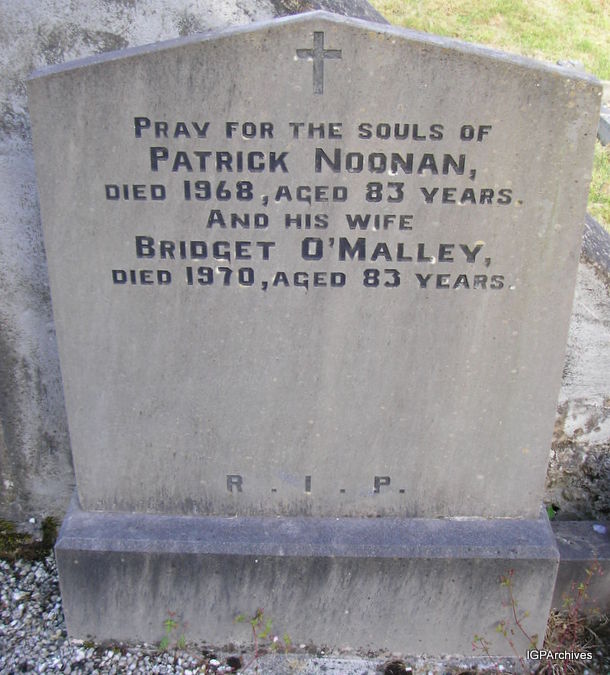 PRAY FOR THE SOULS OF
PATRICK NOONAN,
DIED 1968, AGED 83 YEARS.
AND HIS WIFE
BRIDGET O'MALLEY,
DIED 1970, AGED 83 YEARS.
R . I . P.
IGPArchives